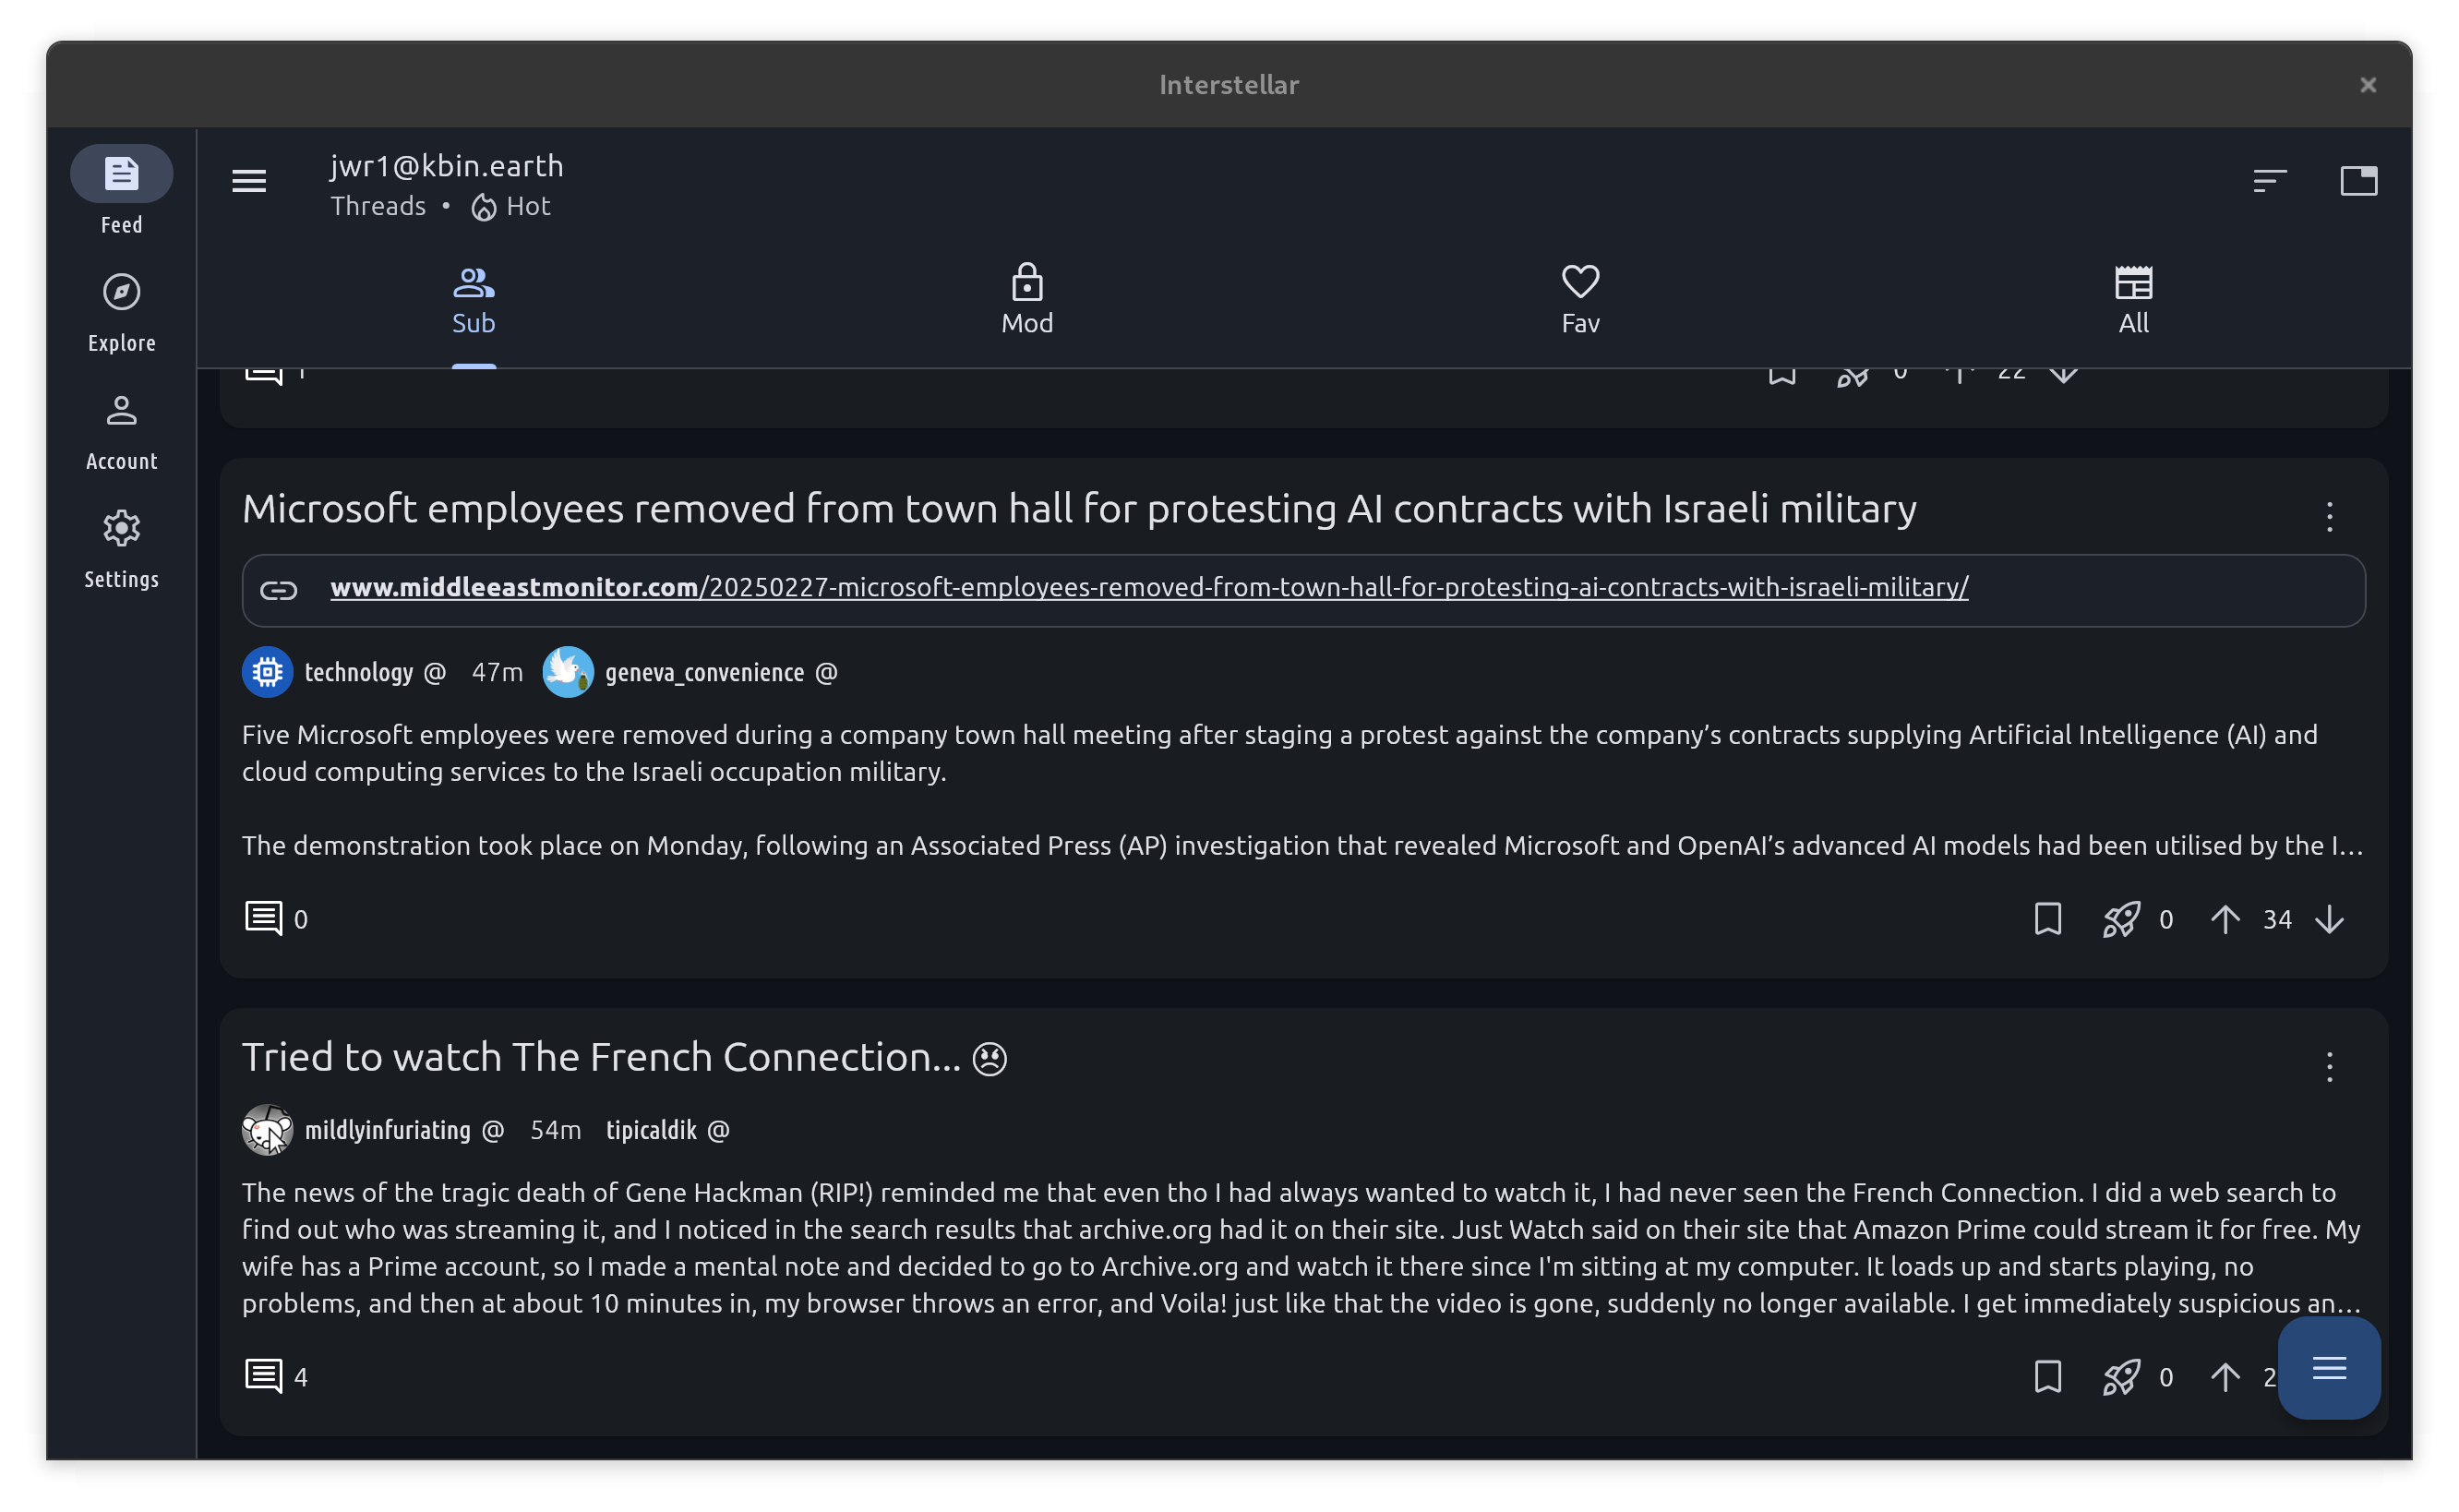 Interstellar
jwr1@kbin.earth
Threads • Hot
Feed
Explore
Account
Settings
Sub
Mod
Fav
All
1
0
22
Microsoft employees removed from town hall for protesting AI contracts with Israeli military
www.middleeastmonitor.com/20250227-microsoft-employees-removed-from-town-hall-for-protesting-ai-contracts-with-israeli-military/
technology @ 47m geneva_convenience @
Five Microsoft employees were removed during a company town hall meeting after staging a protest against the company’s contracts supplying Artificial Intelligence (AI) and
cloud computing services to the Israeli occupation military.
The demonstration took place on Monday, following an Associated Press (AP) investigation that revealed Microsoft and OpenAI’s advanced AI models had been utilised by the I…
0
0
34
Tried to watch The French Connection... 😠
mildlyinfuriating @ 54m tipicaldik @
The news of the tragic death of Gene Hackman (RIP!) reminded me that even tho I had always wanted to watch it, I had never seen the French Connection. I did a web search to
find out who was streaming it, and I noticed in the search results that archive.org had it on their site. Just Watch said on their site that Amazon Prime could stream it for free. My
wife has a Prime account, so I made a mental note and decided to go to Archive.org and watch it there since I'm sitting at my computer. It loads up and starts playing, no
problems, and then at about 10 minutes in, my browser throws an error, and Voila! just like that the video is gone, suddenly no longer available. I get immediately suspicious an…
4
0